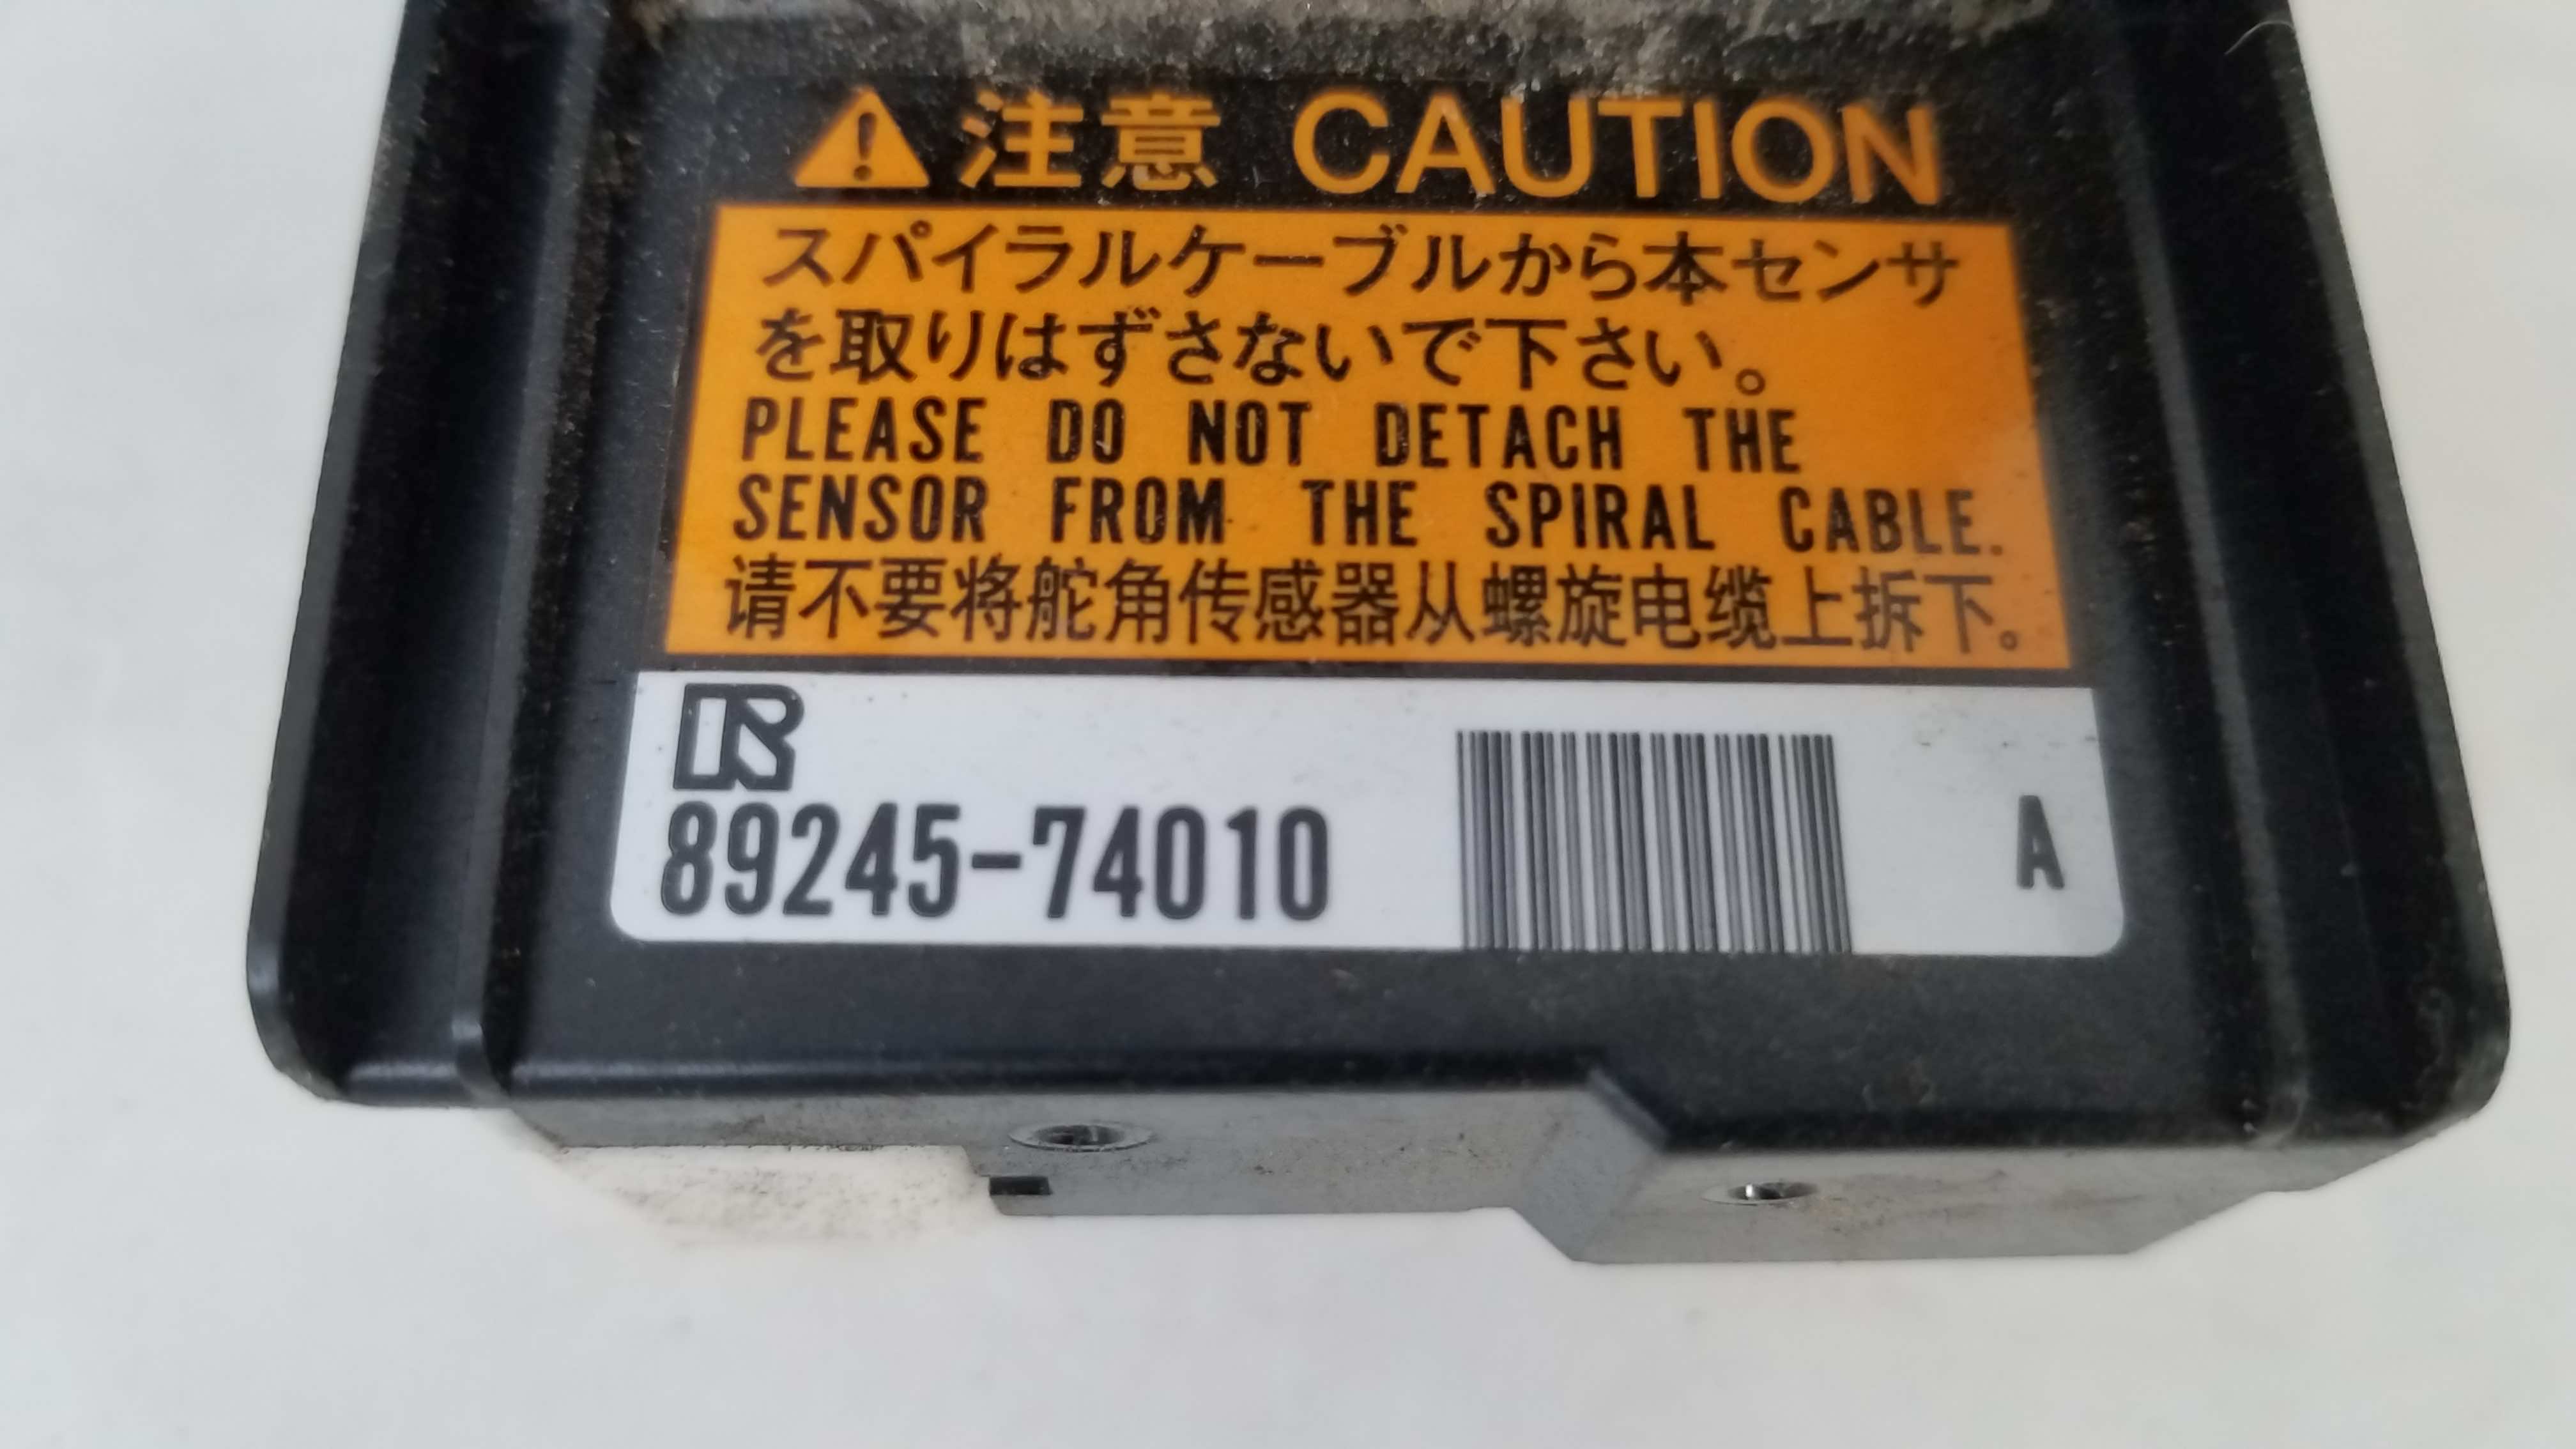 注意 CAUTION
スパイラルケーブルから本センサ
を取りはずさないで下さい。
PLEASE DO NOT DETACH THE
SENSOR FROM THE SPIRAL CABLE.
请不要将舵角传感器从螺旋电缆上拆下。
R
89245-74010
A